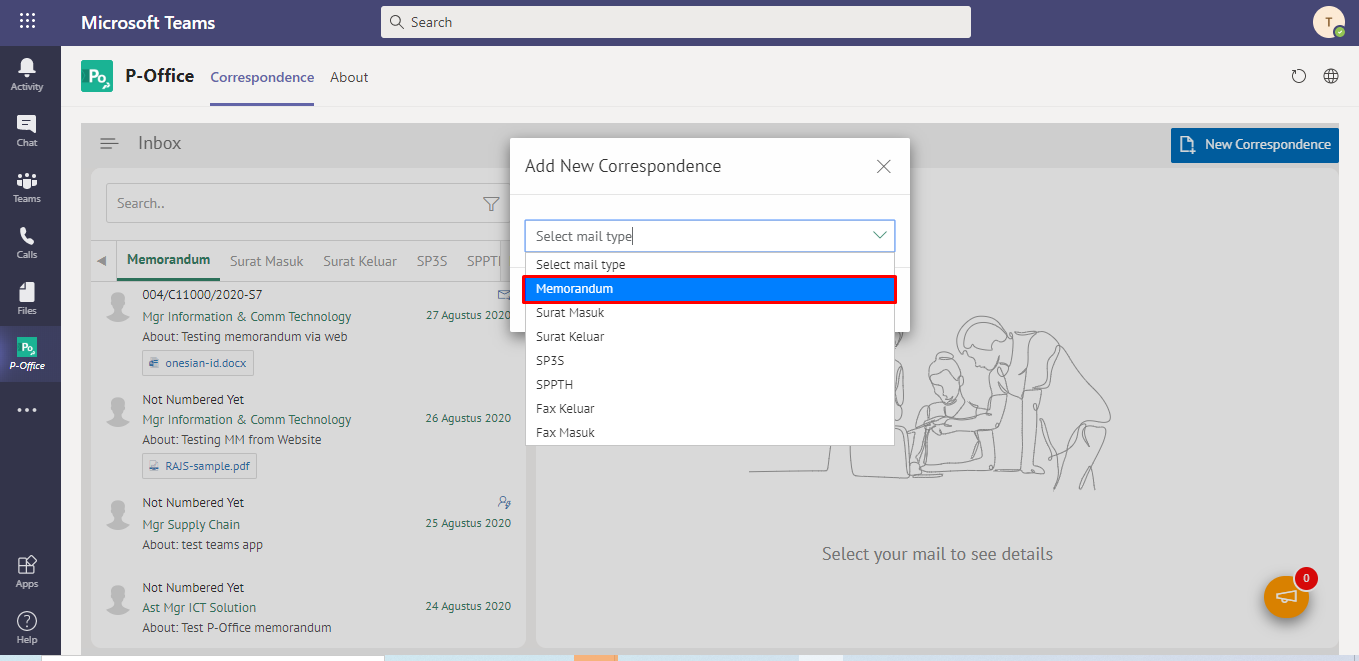 Microsoft Teams
Search
T
Activity
Chat
Teams
Calls
Files
Po
P-Office
Apps
Help
Po
P-Office
Correspondence
About
Inbox
New Correspondence
Search..
Memorandum
Surat Masuk
Surat Keluar
SP3S
SPPTH
004/C11000/2020-S7
Mgr Information & Comm Technology
27 Agustus 2020
About: Testing memorandum via web
onesian-id.docx
Not Numbered Yet
Mgr Information & Comm Technology
26 Agustus 2020
About: Testing MM from Website
RAJS-sample.pdf
Not Numbered Yet
Mgr Supply Chain
25 Agustus 2020
About: test teams app
Not Numbered Yet
Ast Mgr ICT Solution
24 Agustus 2020
About: Test P-Office memorandum
Add New Correspondence
Select mail type
Select mail type
Memorandum
Surat Masuk
Surat Keluar
SP3S
SPPTH
Fax Keluar
Fax Masuk
Select your mail to see details
0